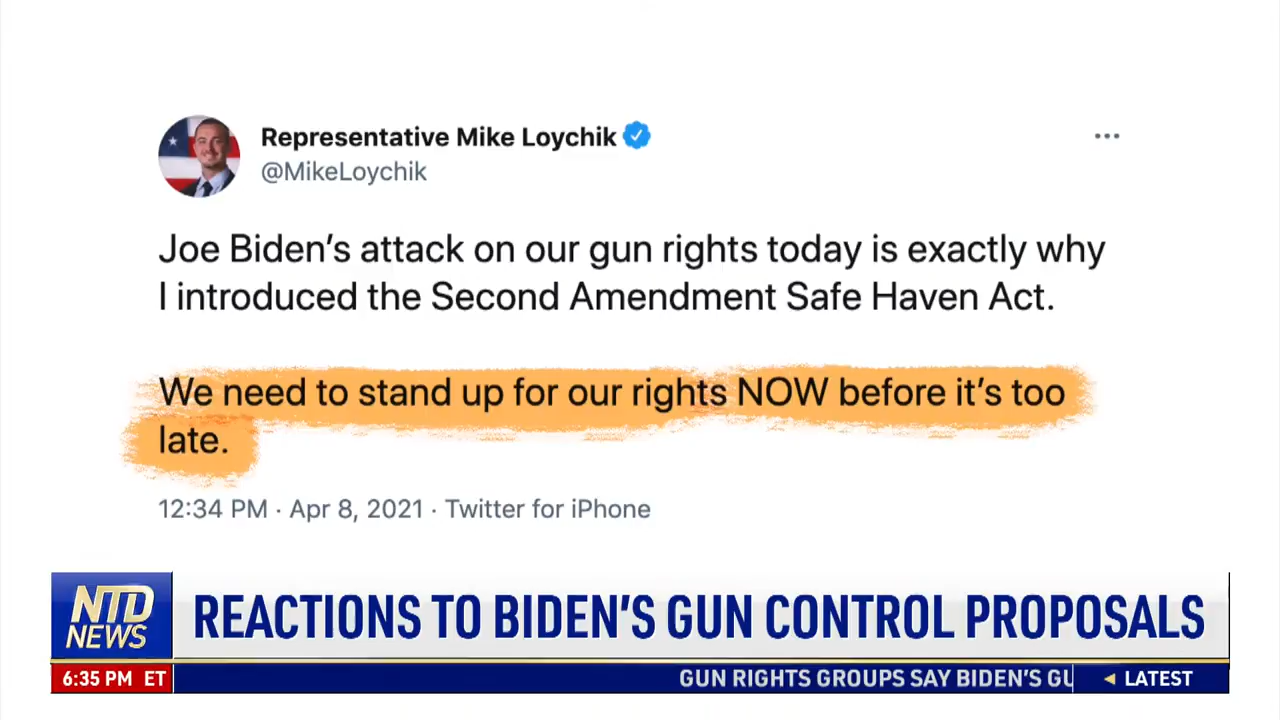 Representative Mike Loychik
@MikeLoychik
Joe Biden’s attack on our gun rights today is exactly why
I introduced the Second Amendment Safe Haven Act.
We need to stand up for our rights NOW before it’s too
late.
12:34 PM · Apr 8, 2021 · Twitter for iPhone
NTD
NEWS
REACTIONS TO BIDEN’S GUN CONTROL PROPOSALS
6:35 PM ET
GUN RIGHTS GROUPS SAY BIDEN’S
LATEST